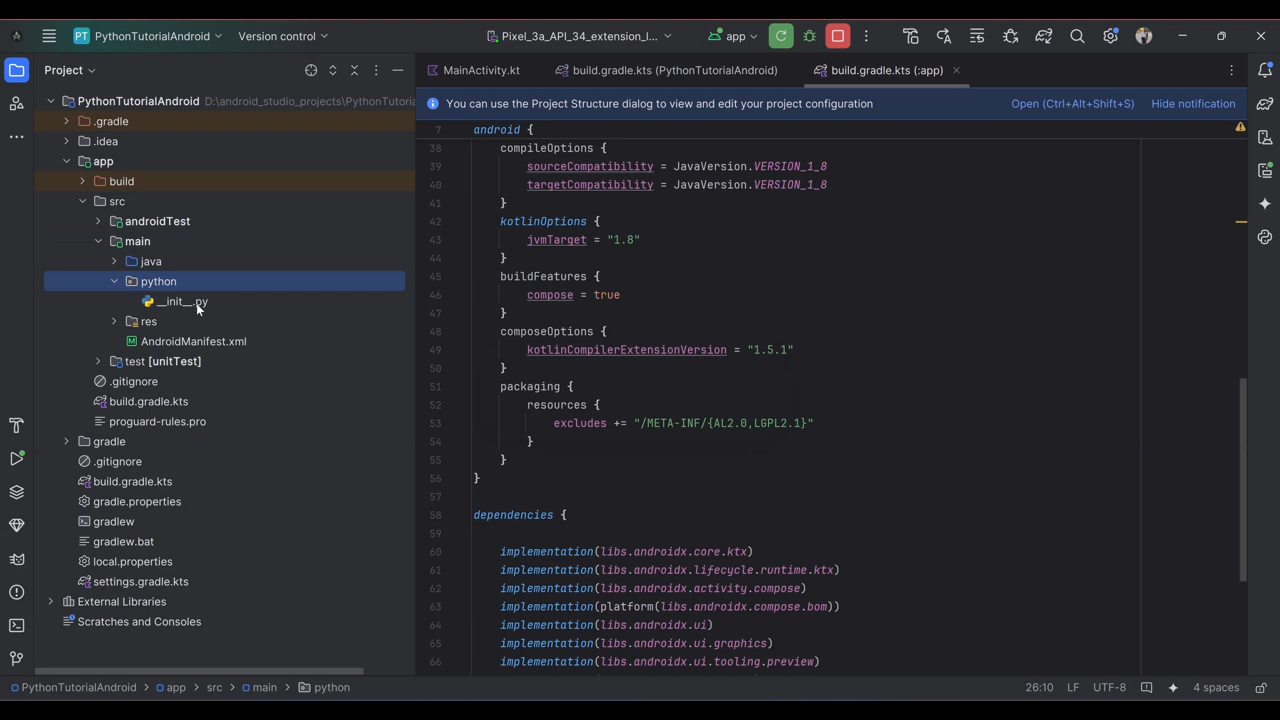 PT PythonTutorialAndroid Version control Pixel_3a_API_34_extension_l... app
Project
MainActivity.kt build.gradle.kts (PythonTutorialAndroid) build.gradle.kts (:app)
You can use the Project Structure dialog to view and edit your project configuration Open (Ctrl+Alt+Shift+S) Hide notification
PythonTutorialAndroid D:\android_studio_projects\PythonTutoria
.gradle
.idea
app
build
src
androidTest
main
java
python
__init__.py
res
AndroidManifest.xml
test [unitTest]
.gitignore
build.gradle.kts
proguard-rules.pro
gradle
.gitignore
build.gradle.kts
gradle.properties
gradlew
gradlew.bat
local.properties
settings.gradle.kts
External Libraries
Scratches and Consoles
7 android {
38 compileOptions {
39 sourceCompatibility = JavaVersion.VERSION_1_8
40 targetCompatibility = JavaVersion.VERSION_1_8
41 }
42 kotlinOptions {
43 jvmTarget = "1.8"
44 }
45 buildFeatures {
46 compose = true
47 }
48 composeOptions {
49 kotlinCompilerExtensionVersion = "1.5.1"
50 }
51 packaging {
52 resources {
53 excludes += "/META-INF/{AL2.0,LGPL2.1}"
54 }
55 }
56 }
57
58 dependencies {
59
60 implementation(libs.androidx.core.ktx)
61 implementation(libs.androidx.lifecycle.runtime.ktx)
62 implementation(libs.androidx.activity.compose)
63 implementation(platform(libs.androidx.compose.bom))
64 implementation(libs.androidx.ui)
65 implementation(libs.androidx.ui.graphics)
66 implementation(libs.androidx.ui.tooling.preview)
PythonTutorialAndroid > app > src > main > python 26:10 LF UTF-8 4 spaces